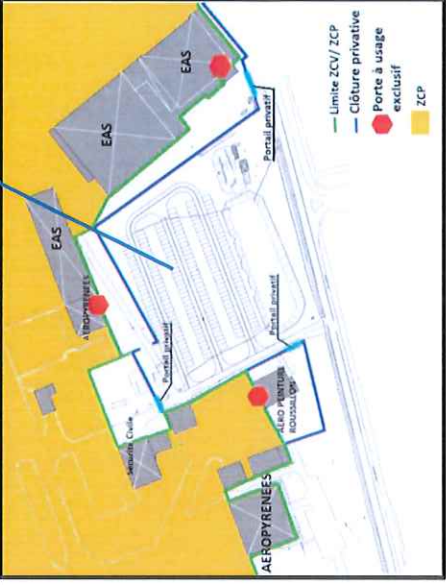 EAS
EAS
EAS
AEROPYRENEES
Portail privatif
Portail privatif
Portail privatif
Sécurité Civile
AERO PEINTURE
ROUSSILLON
AEROPYRENEES
Limite ZCV/ ZCP
Clôture privative
Porte à usage
exclusif
ZCP